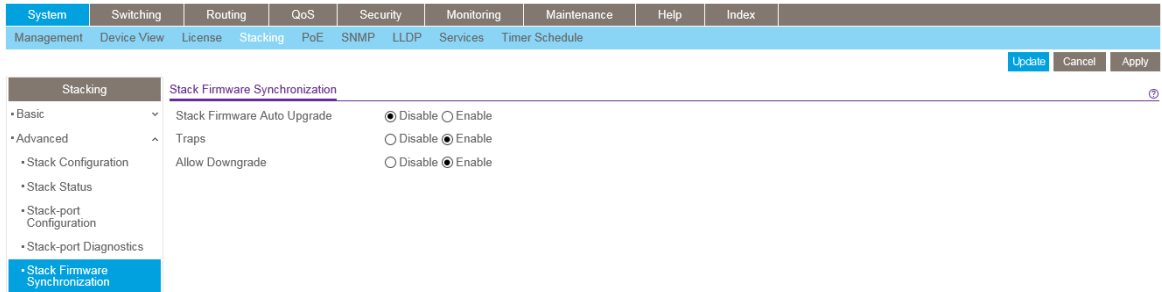 System Switching Routing QoS Security Monitoring Maintenance Help Index
Management Device View License Stacking PoE SNMP LLDP Services Timer Schedule
Update Cancel Apply
Stacking
Basic
Advanced
Stack Configuration
Stack Status
Stack-port
Configuration
Stack-port Diagnostics
Stack Firmware
Synchronization
Stack Firmware Synchronization
Stack Firmware Auto Upgrade Disable Enable
Traps Disable Enable
Allow Downgrade Disable Enable